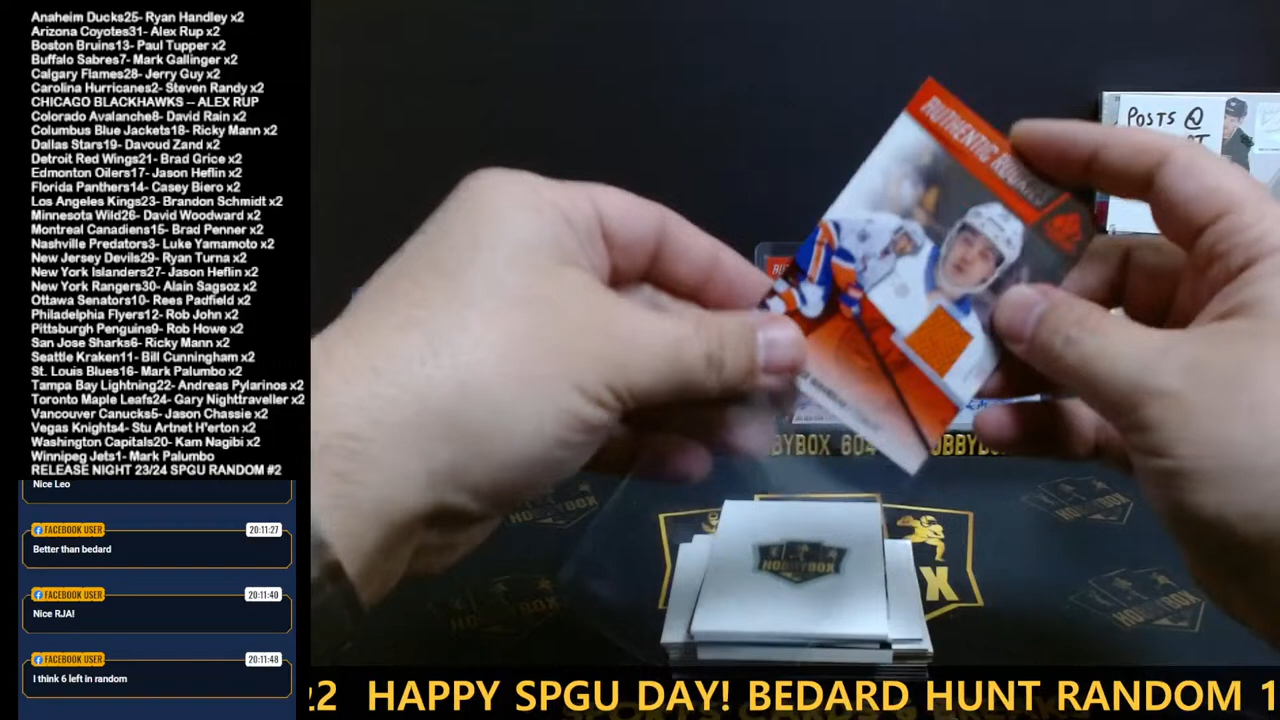 Anaheim Ducks25- Ryan Handley x2
Arizona Coyotes31- Alex Rup x2
Boston Bruins13- Paul Tupper x2
Buffalo Sabres7- Mark Gallinger x2
Calgary Flames28- Jerry Guy x2
Carolina Hurricanes2- Steven Randy x2
CHICAGO BLACKHAWKS -- ALEX RUP
Colorado Avalanche8- David Rain x2
Columbus Blue Jackets18- Ricky Mann x2
Dallas Stars19- Davoud Zand x2
Detroit Red Wings21- Brad Grice x2
Edmonton Oilers17- Jason Heflin x2
Florida Panthers14- Casey Biero x2
Los Angeles Kings23- Brandon Schmidt x2
Minnesota Wild26- David Woodward x2
Montreal Canadiens15- Brad Penner x2
Nashville Predators3- Luke Yamamoto x2
New Jersey Devils29- Ryan Turna x2
New York Islanders27- Jason Heflin x2
New York Rangers30- Alain Sagsoz x2
Ottawa Senators10- Rees Padfield x2
Philadelphia Flyers12- Rob John x2
Pittsburgh Penguins9- Rob Howe x2
San Jose Sharks6- Ricky Mann x2
Seattle Kraken11- Bill Cunningham x2
St. Louis Blues16- Mark Palumbo x2
Tampa Bay Lightning22- Andreas Pylarinos x2
Toronto Maple Leafs24- Gary Nighttraveller x2
Vancouver Canucks5- Jason Chassie x2
Vegas Knights4- Stu Artnet H'erton x2
Washington Capitals20- Kam Nagibi x2
Winnipeg Jets1- Mark Palumbo
RELEASE NIGHT 23/24 SPGU RANDOM #2
Nice Leo
FACEBOOK USER 20:11:27
Better than bedard
FACEBOOK USER 20:11:40
Nice RJA!
FACEBOOK USER 20:11:48
I think 6 left in random
AUTHENTIC ROOKIES
POSTS @
HOBBYBOX
X
HAPPY SPGU DAY! BEDARD HUNT RANDOM 1